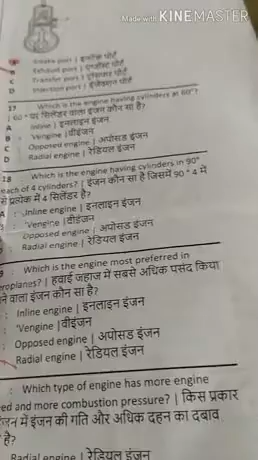 Made with KINEMASTER
Intake port | इनटेक पोर्ट
Exhaust port | एग्जॉस्ट पोर्ट
C Transfer port | ट्रांसफर पोर्ट
D Injection port | इंजेक्शन पोर्ट
17 Which is the engine having cylinders at 60°?
| 60 ° पर सिलेंडर वाला इंजन कौन सा है?
A Inline | इनलाइन इंजन
B : 'Vengine | वीइंजन
C : Opposed engine | अपोसड इंजन
D : Radial engine | रेडियल इंजन
18 : Which is the engine having cylinders in 90°
each of 4 cylinders? | इंजन कौन सा है जिसमें 90 ° 4 में
से प्रत्येक में 4 सिलेंडर है?
A : Inline engine | इनलाइन इंजन
: 'Vengine | वीइंजन
: Opposed engine | अपोसड इंजन
: Radial engine | रेडियल इंजन
9 : Which is the engine most preferred in
eroplanes? | हवाई जहाज में सबसे अधिक पसंद किया
ने वाला इंजन कौन सा है?
: Inline engine | इनलाइन इंजन
: 'Vengine | वीइंजन
: Opposed engine | अपोसड इंजन
Radial engine | रेडियल इंजन
: Which type of engine has more engine
ed and more combustion pressure? | किस प्रकार
इंजन में इंजन की गति और अधिक दहन का दबाव
है?
Radial engine | रेडियल इंजन